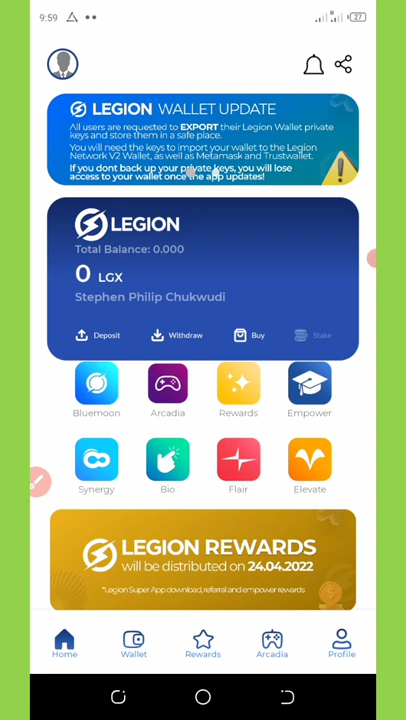 9:59
27
LEGION WALLET UPDATE
All users are requested to EXPORT their Legion Wallet private
keys and store them in a safe place.
You will need the keys to import your wallet to the Legion
Network V2 Wallet, as well as Metamask and Trustwallet.
If you dont back up your private keys, you will lose
access to your wallet once the app updates!
LEGION
Total Balance: 0.000
0 LGX
Stephen Philip Chukwudi
Deposit Withdraw Buy Stake
Bluemoon Arcadia Rewards Empower
Synergy Bio Flair Elevate
LEGION REWARDS
will be distributed on 24.04.2022
*Legion Super App download, referral and empower rewards
Home Wallet Rewards Arcadia Profile